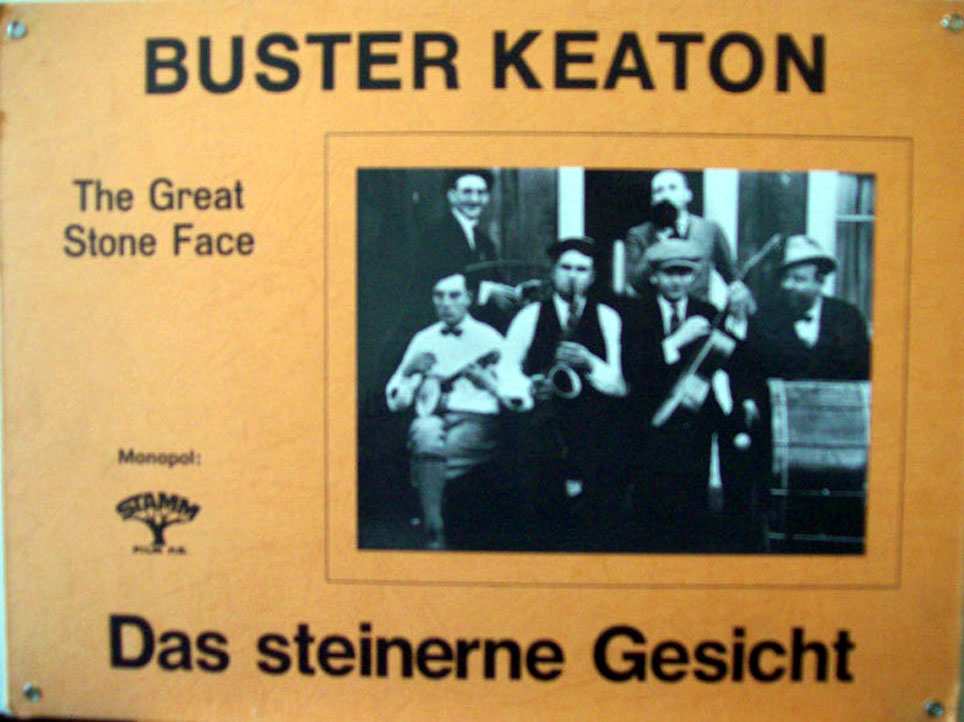 BUSTER KEATON
The Great
Stone Face
Monopol:
STAMM
FILM AG
Das steinerne Gesicht